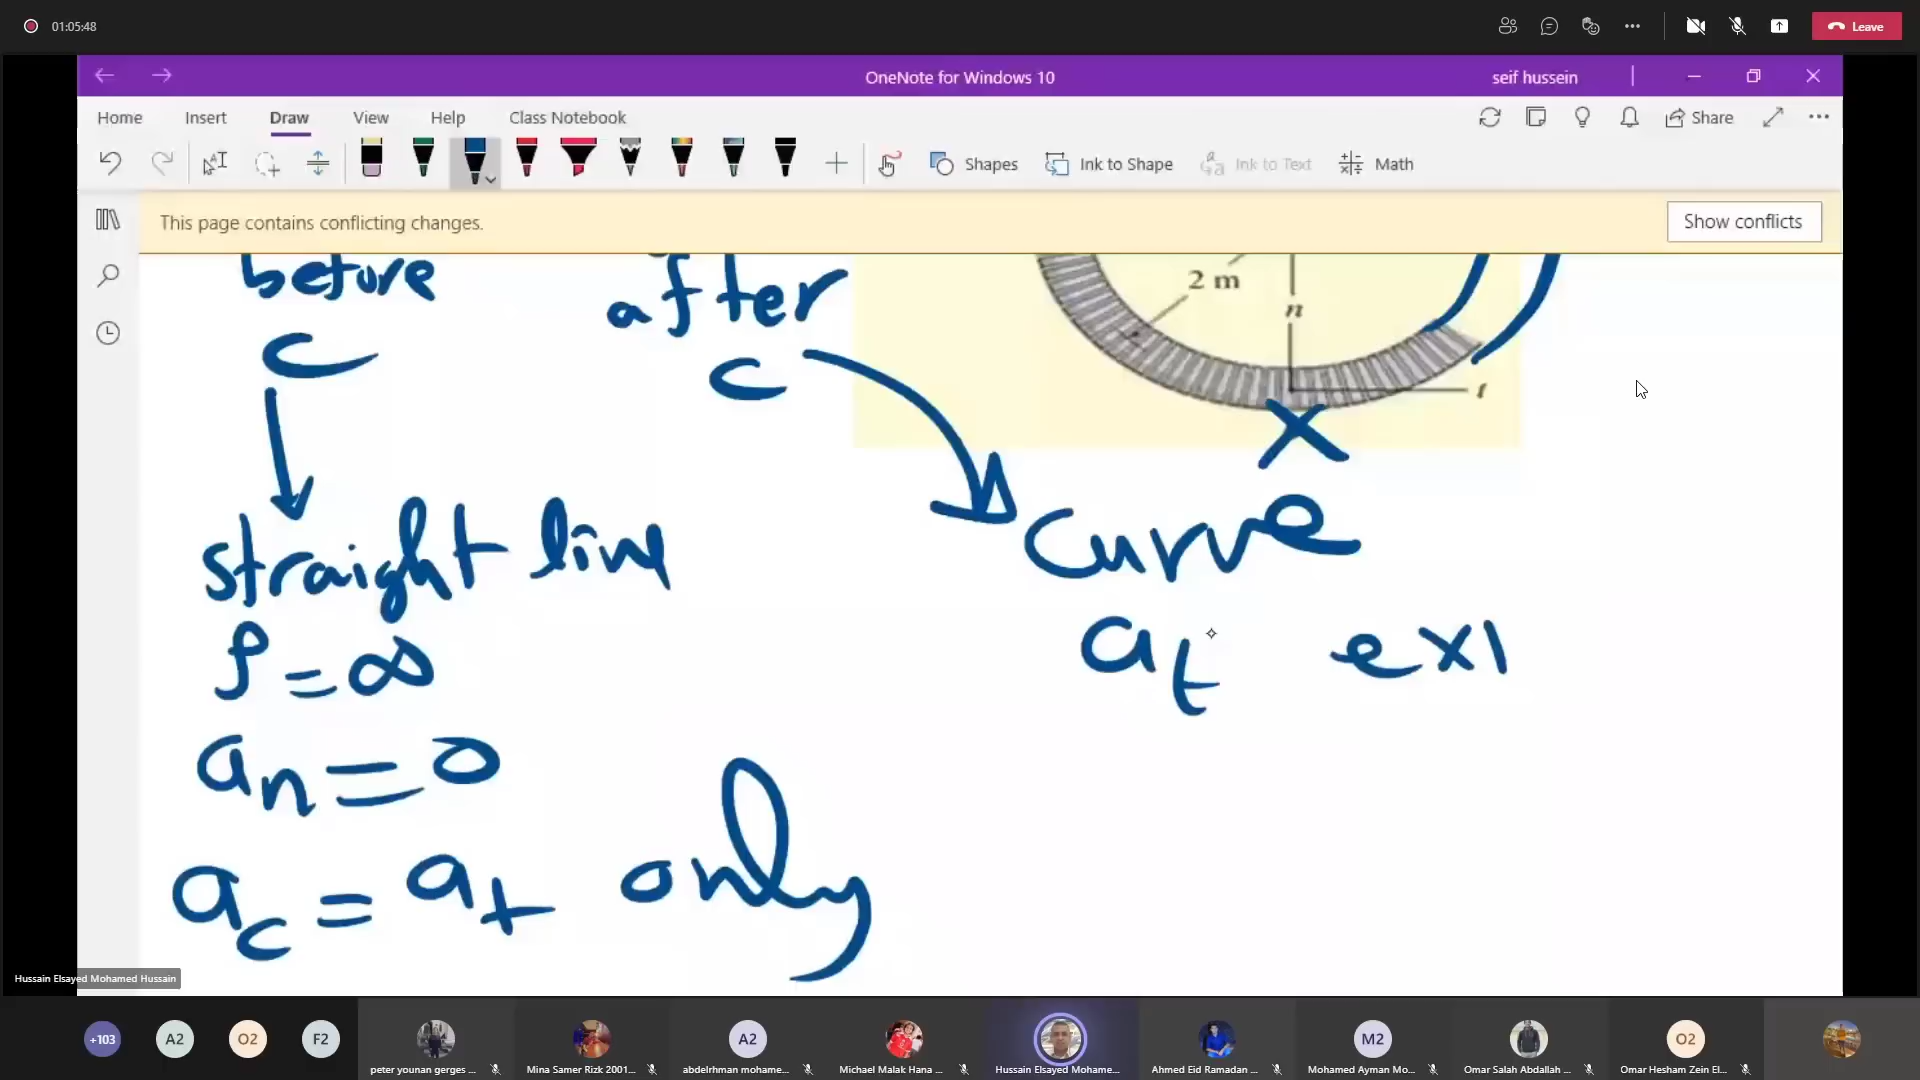 01:05:48
Leave
OneNote for Windows 10
seif hussein
Home Insert Draw View Help Class Notebook
Share
Shapes Ink to Shape Ink to Text Math
This page contains conflicting changes.
Show conflicts
before
C
after
C
2 m
n
t
x
straight line
ρ = ∞
an = 0
ac = at only
Curve
at exi
Hussain Elsayed Mohamed Hussain
+103 A2 O2 F2 A2 M2 O2
peter younan gerges ... Mina Samer Rizk 2001... abdelrhman mohame... Michael Malak Hana ... Hussain Elsayed Mohame... Ahmed Eid Ramadan ... Mohamed Ayman Mo... Omar Salah Abdallah ... Omar Hesham Zein El...